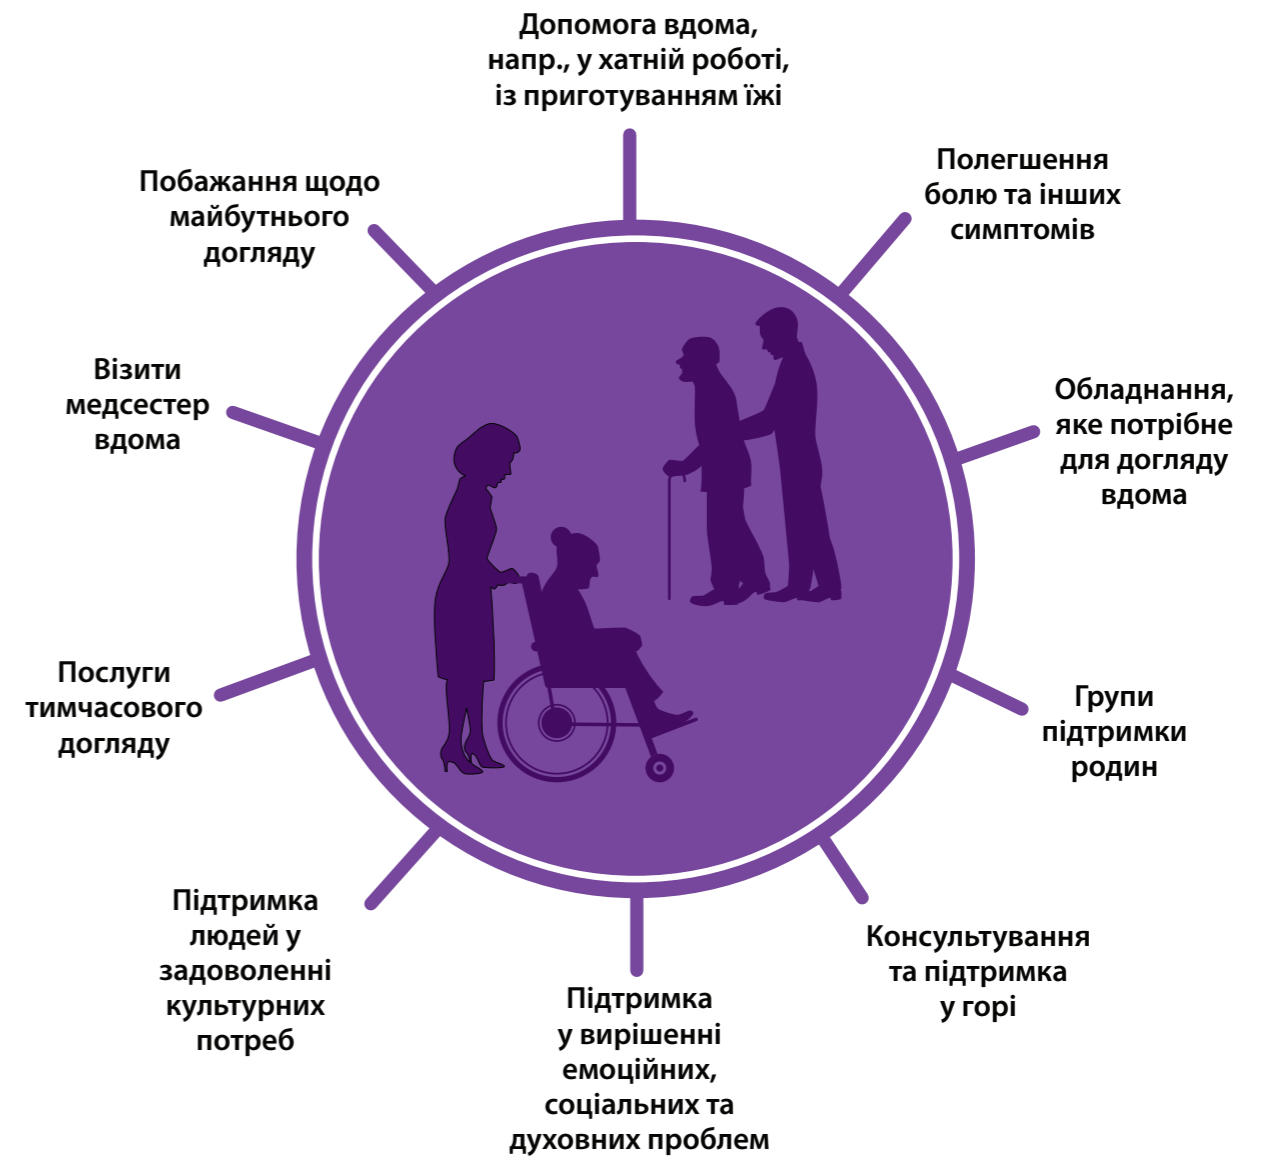 Допомога вдома,
напр., у хатній роботі,
із приготуванням їжі
Полегшення
болю та інших
симптомів
Обладнання,
яке потрібне
для догляду
вдома
Групи
підтримки
родин
Консультування
та підтримка
у горі
Підтримка
у вирішенні
емоційних,
соціальних та
духовних проблем
Підтримка
людей у
задоволенні
культурних
потреб
Послуги
тимчасового
догляду
Візити
медсестер
вдома
Побажання щодо
майбутнього
догляду